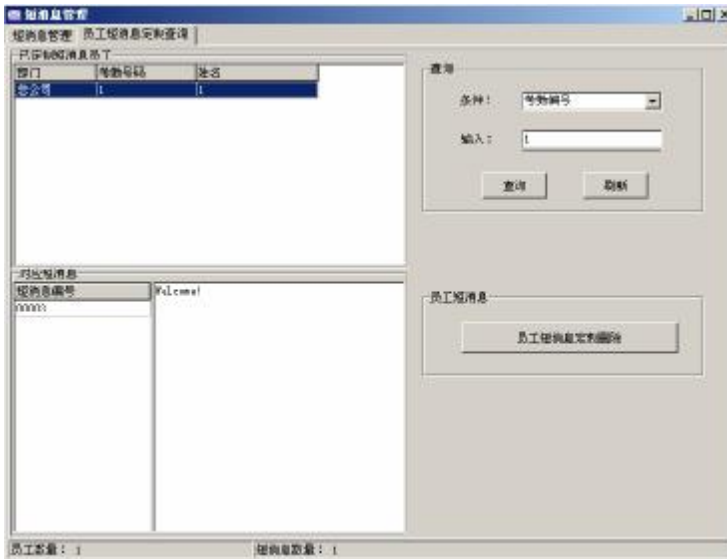 短消息管理
短消息管理 员工短消息定制查询
已定制短消息员工
部门 考勤号码 姓名
总公司 1 1
查询
条件： 考勤编号
输入： 1
查询 刷新
对应短消息
短消息编号
00003
Welcome!
员工短消息
员工短消息定制删除
员工数量： 1 短消息数量： 1